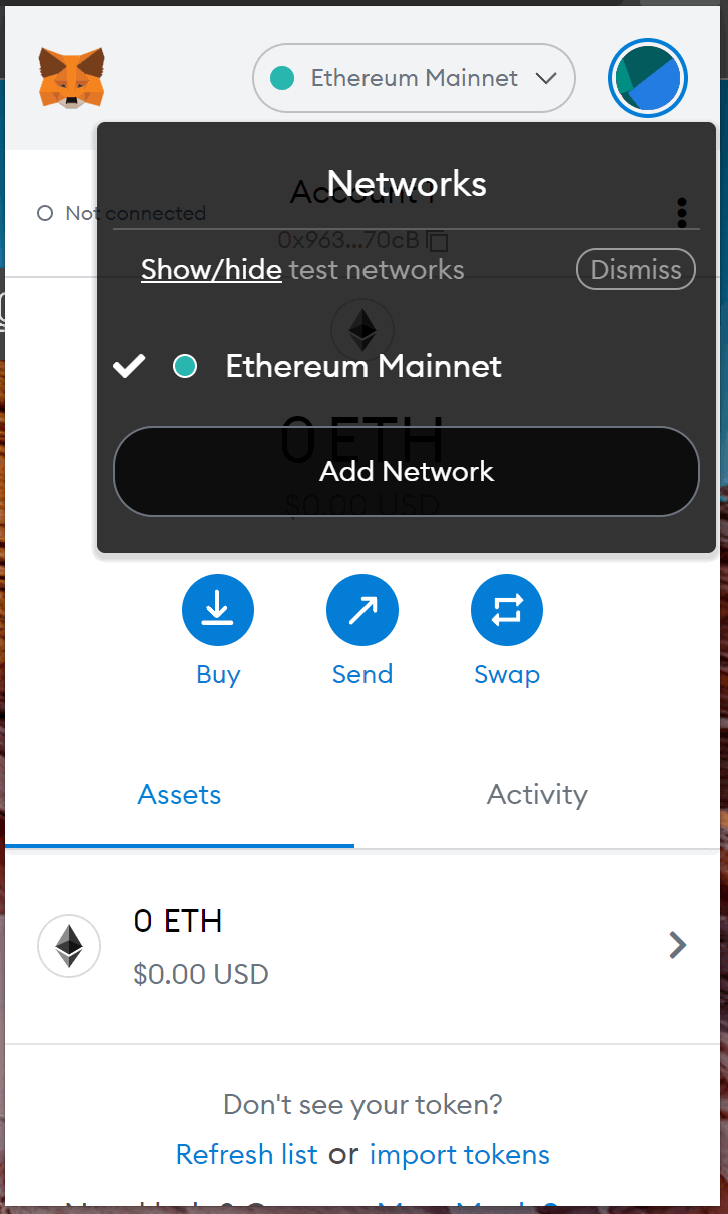 Ethereum Mainnet
Networks
Account 1
Not connected
0x963...70cB
Show/hide test networks
Dismiss
Ethereum Mainnet
0 ETH
Add Network
$0.00 USD
Buy
Send
Swap
Assets
Activity
0 ETH
$0.00 USD
Don't see your token?
Refresh list or import tokens